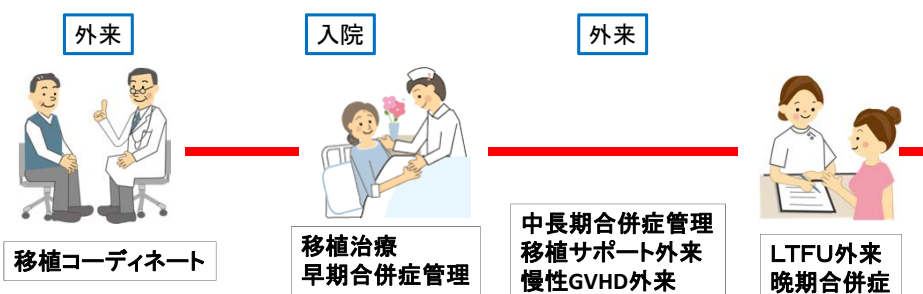 外来
入院
外来
移植コーディネート
移植治療
早期合併症管理
中長期合併症管理
移植サポート外来
慢性GVHD外来
LTFU外来
晩期合併症